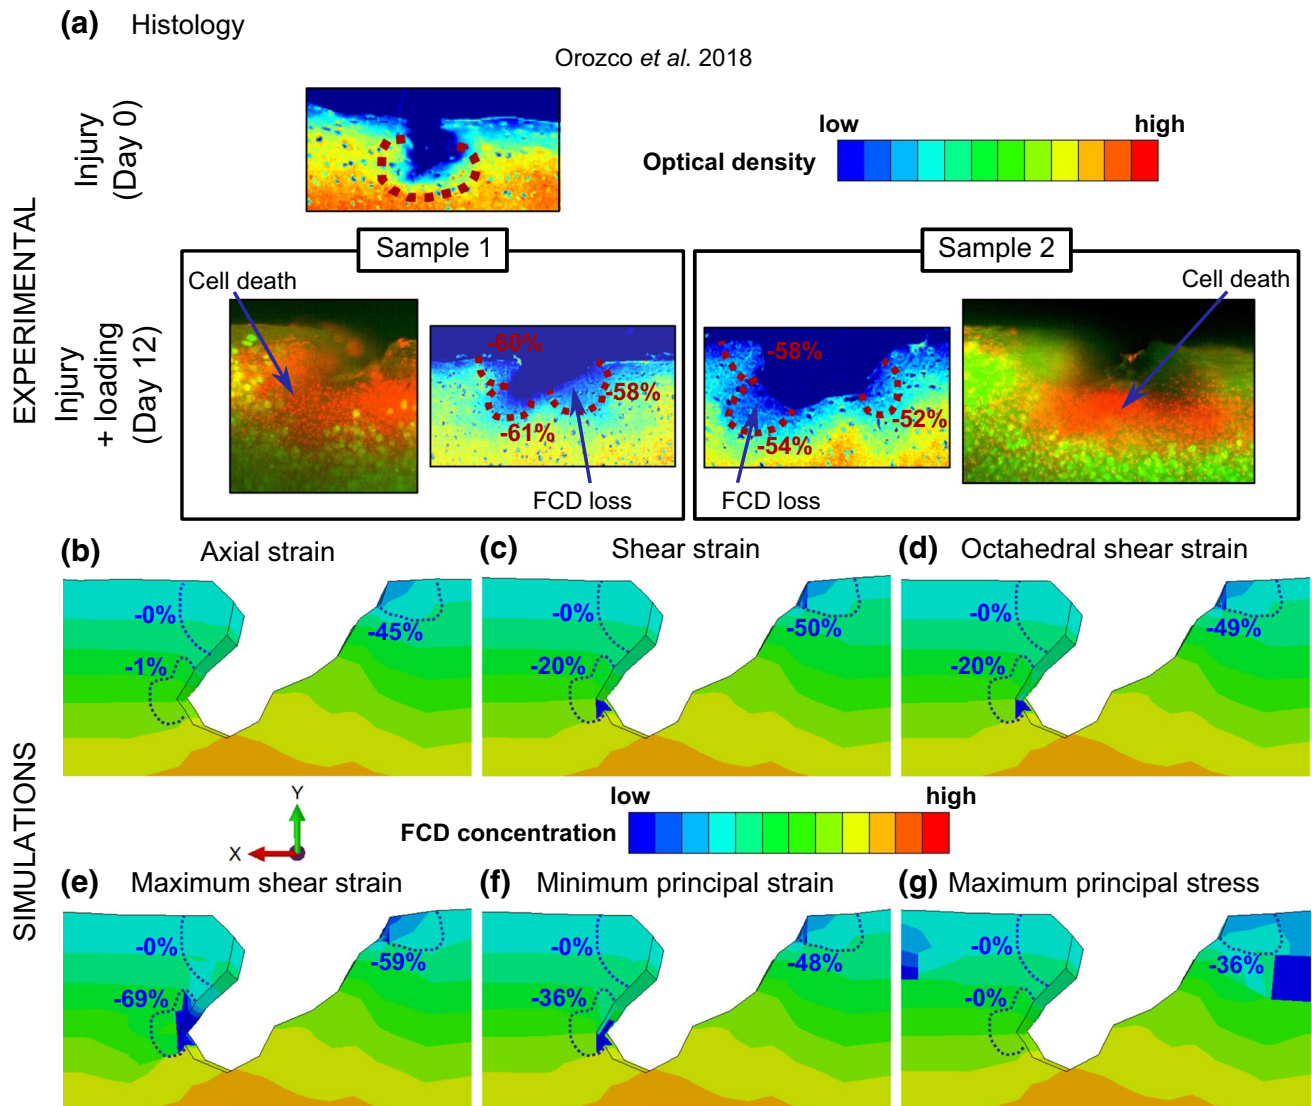 (a) Histology
Orozco et al. 2018
EXPERIMENTAL
Injury
(Day 0)
low high
Optical density
Injury
+ loading
(Day 12)
Sample 1
Cell death
-60%
-58%
-61%
FCD loss
Sample 2
Cell death
-58%
-52%
-54%
FCD loss
SIMULATIONS
(b) Axial strain
-0%
-1%
-45%
(c) Shear strain
-0%
-20%
-50%
(d) Octahedral shear strain
-0%
-20%
-49%
Y
X
low high
FCD concentration
(e) Maximum shear strain
-0%
-69%
-59%
(f) Minimum principal strain
-0%
-36%
-48%
(g) Maximum principal stress
-0%
-0%
-36%